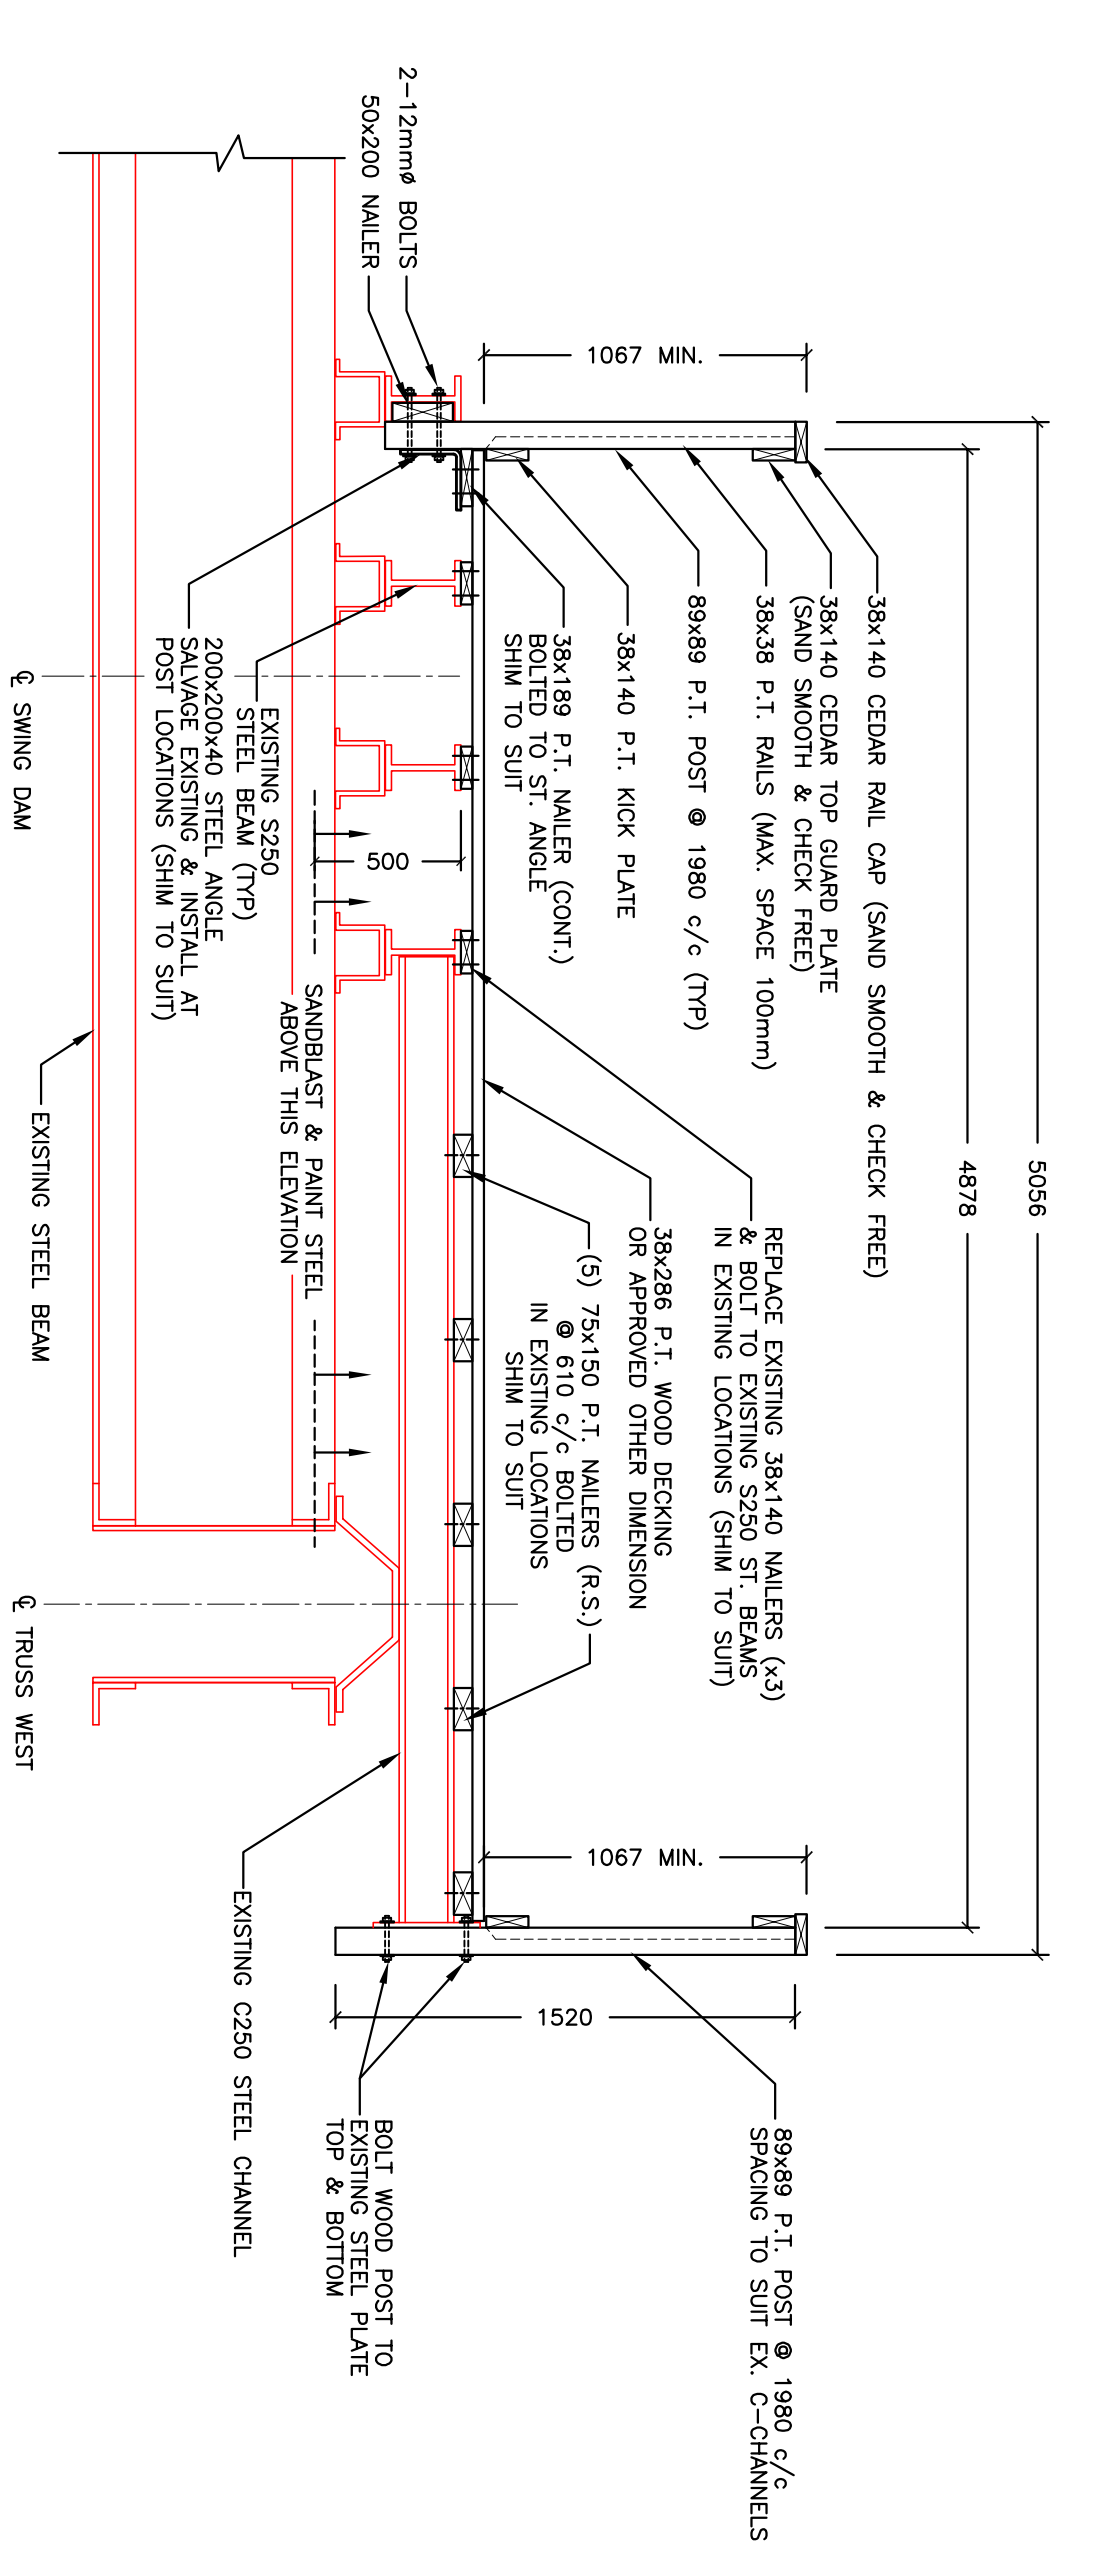 5056
4878
38x140 CEDAR RAIL CAP (SAND SMOOTH & CHECK FREE)
38x140 CEDAR TOP GUARD PLATE
(SAND SMOOTH & CHECK FREE)
38x38 P.T. RAILS (MAX. SPACE 100mm)
89x89 P.T. POST @ 1980 c/c (TYP)
38x140 P.T. KICK PLATE
38x189 P.T. NAILER (CONT.)
BOLTED TO ST. ANGLE
SHIM TO SUIT
1067 MIN.
2-12mmø BOLTS
50x200 NAILER
REPLACE EXISTING 38x140 NAILERS (x3)
& BOLT TO EXISTING S250 ST. BEAMS
IN EXISTING LOCATIONS (SHIM TO SUIT)
38x286 P.T. WOOD DECKING
OR APPROVED OTHER DIMENSION
(5) 75x150 P.T. NAILERS (R.S.)
@ 610 c/c BOLTED
IN EXISTING LOCATIONS
SHIM TO SUIT
1067 MIN.
89x89 P.T. POST @ 1980 c/c
SPACING TO SUIT EX. C-CHANNELS
1520
500
BOLT WOOD POST TO
EXISTING STEEL PLATE
TOP & BOTTOM
SANDBLAST & PAINT STEEL
ABOVE THIS ELEVATION
EXISTING S250
STEEL BEAM (TYP)
200x200x40 STEEL ANGLE
SALVAGE EXISTING & INSTALL AT
POST LOCATIONS (SHIM TO SUIT)
EXISTING C250 STEEL CHANNEL
EXISTING STEEL BEAM
℄ SWING DAM
℄ TRUSS WEST